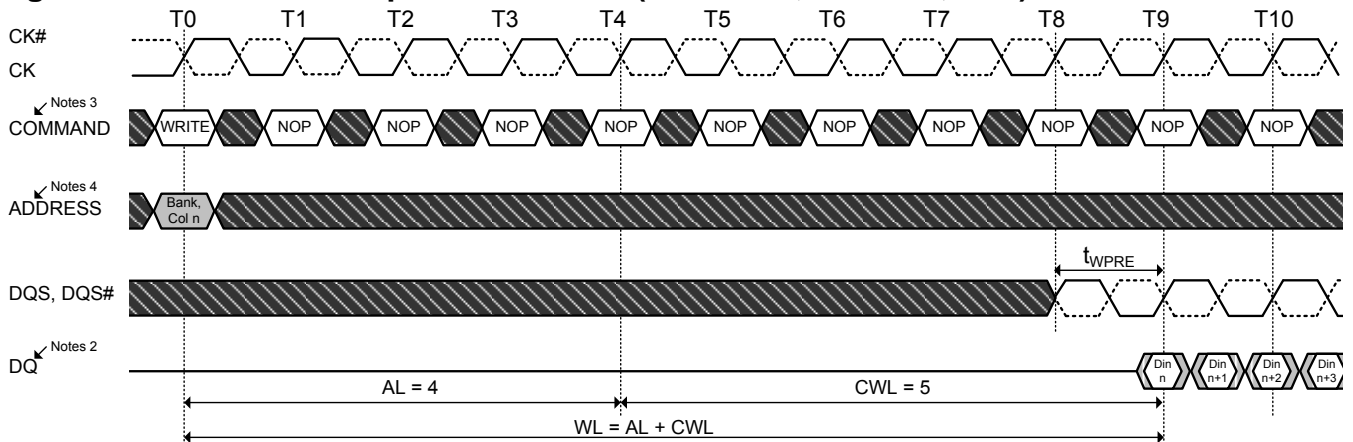 T0 T1 T2 T3 T4 T5 T6 T7 T8 T9 T10
CK#
CK
Notes 3
COMMAND WRITE NOP NOP NOP NOP NOP NOP NOP NOP NOP NOP
Notes 4
ADDRESS Bank,
Col n
tWPRE
DQS, DQS#
Notes 2
DQ Din Din Din Din
n n+1 n+2 n+3
AL = 4 CWL = 5
WL = AL + CWL